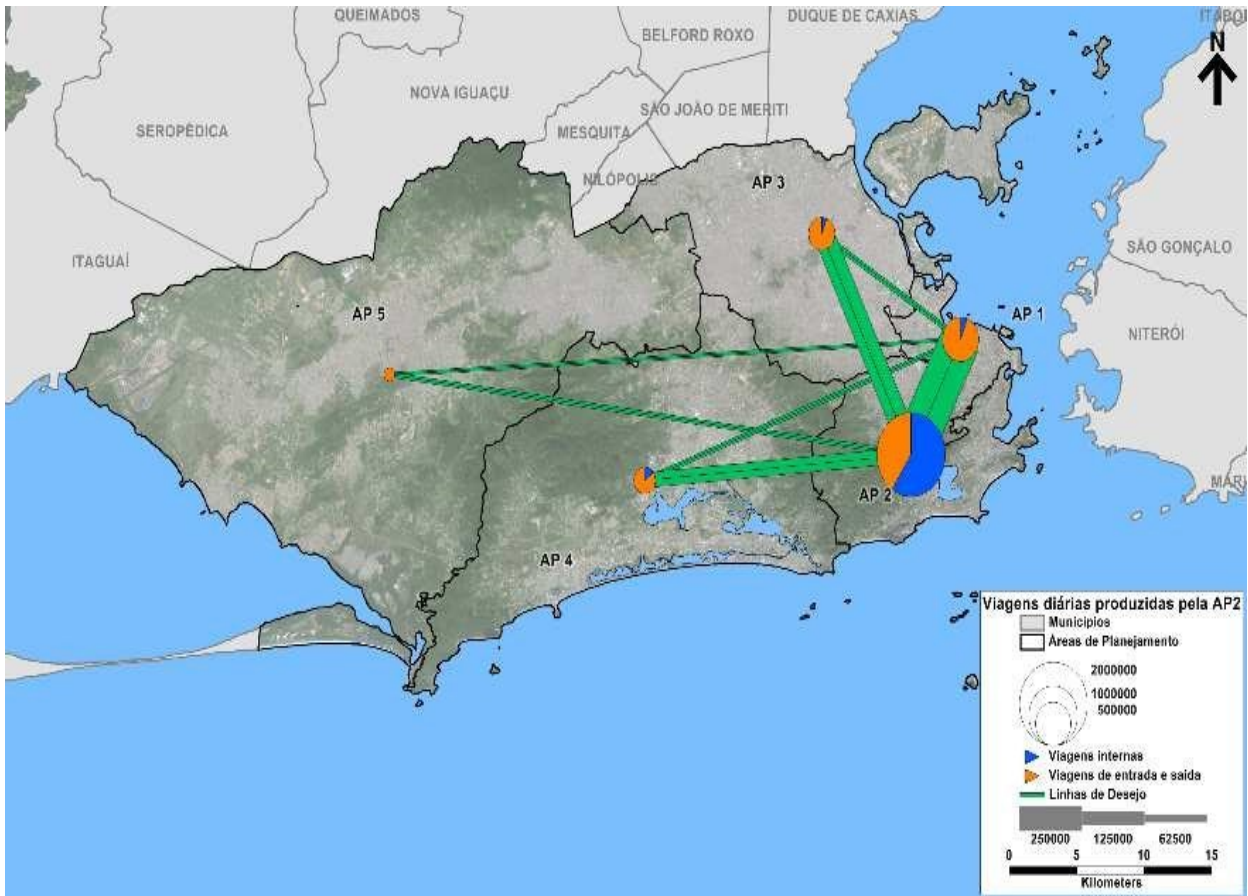 QUEIMADOS
DUQUE DE CAXIAS
BELFORD ROXO
N
NOVA IGUAÇU
SÃO JOÃO DE MERITI
SEROPÉDICA
MESQUITA
NILÓPOLIS
AP 3
ITAGUAÍ
SÃO GONÇALO
AP 5
AP 1
NITERÓI
AP 2
AP 4
Viagens diárias produzidas pela AP2
Municipios
Áreas de Planejamento
2000000
1000000
500000
Viagens internas
Viagens de entrada e saida
Linhas de Desejo
250000 125000 62500
0 5 10 15
Kilometers